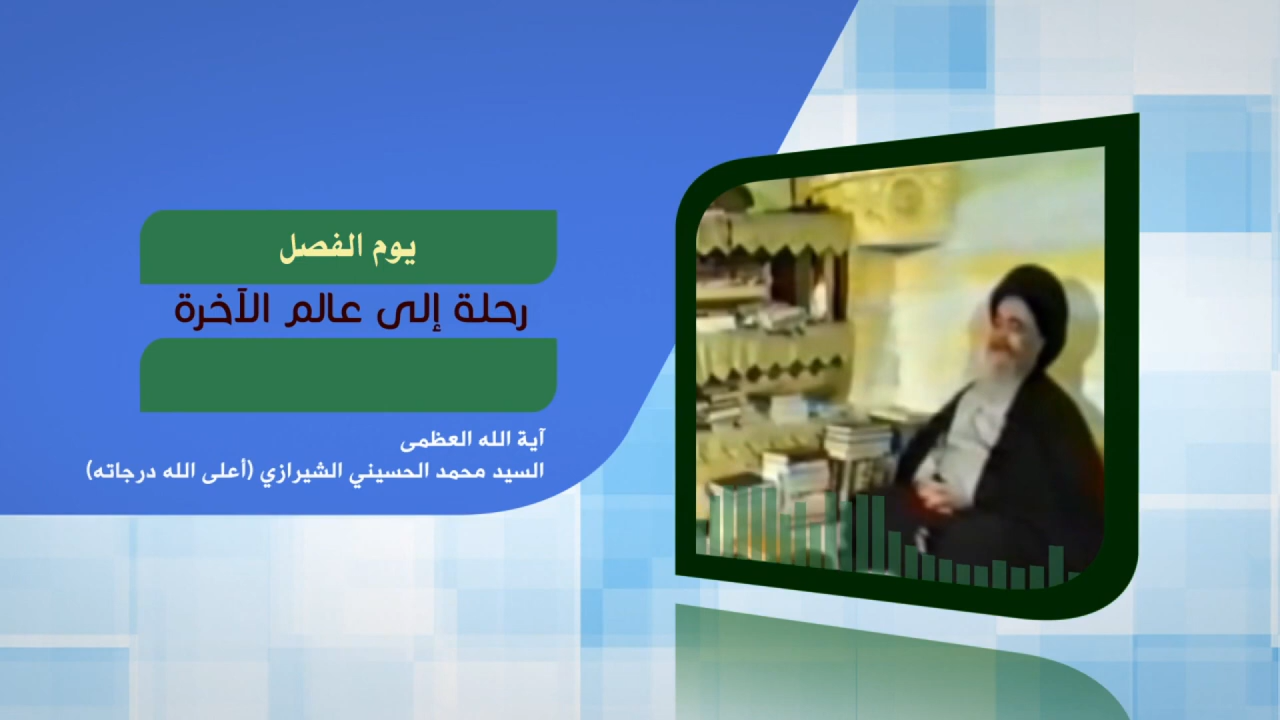 يوم الفصل
رحلة إلى عالم الآخرة
آية الله العظمى
السيد محمد الحسيني الشيرازي (أعلى الله درجاته)